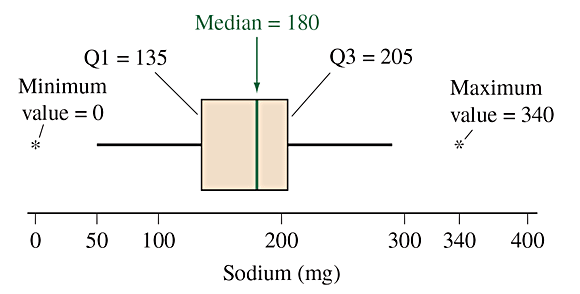 Median = 180
Q1 = 135
Q3 = 205
Minimum
value = 0
Maximum
value = 340
*
*
0 50 100 200 300 340 400
Sodium (mg)